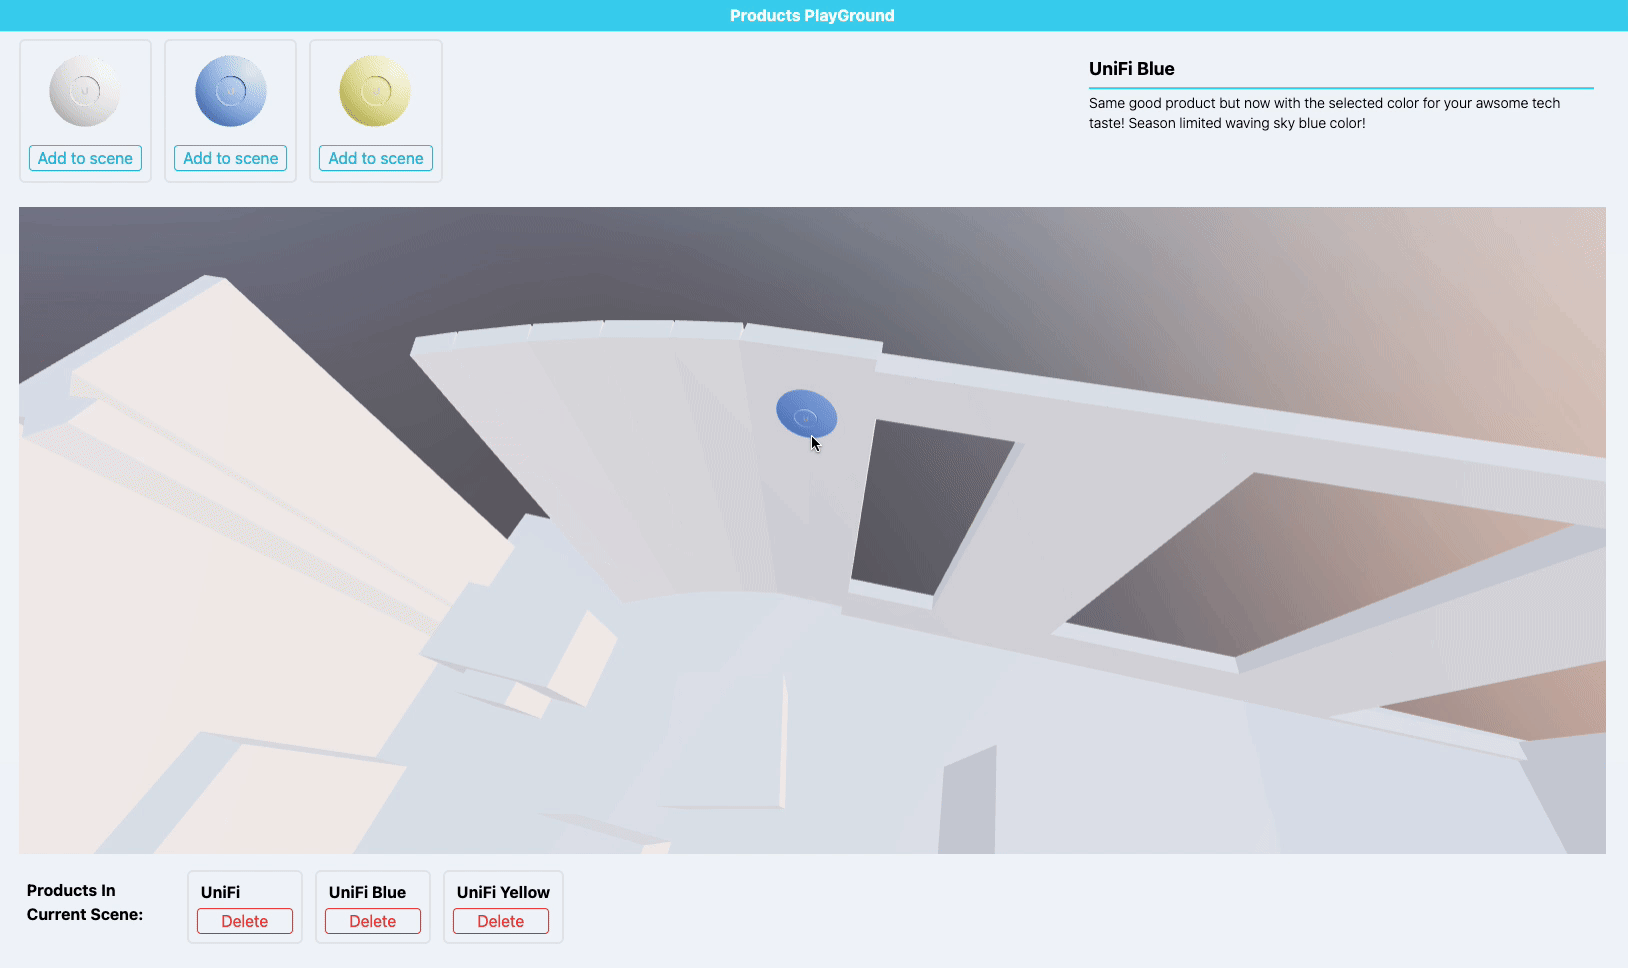 Products PlayGround
Add to scene
Add to scene
Add to scene
UniFi Blue
Same good product but now with the selected color for your awsome tech
taste! Season limited waving sky blue color!
Products In
Current Scene:
UniFi
Delete
UniFi Blue
Delete
UniFi Yellow
Delete